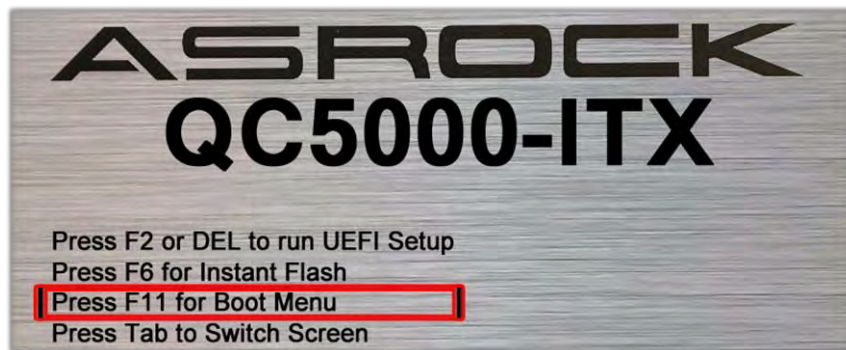 ASROCK
QC5000-ITX
Press F2 or DEL to run UEFI Setup
Press F6 for Instant Flash
Press F11 for Boot Menu
Press Tab to Switch Screen